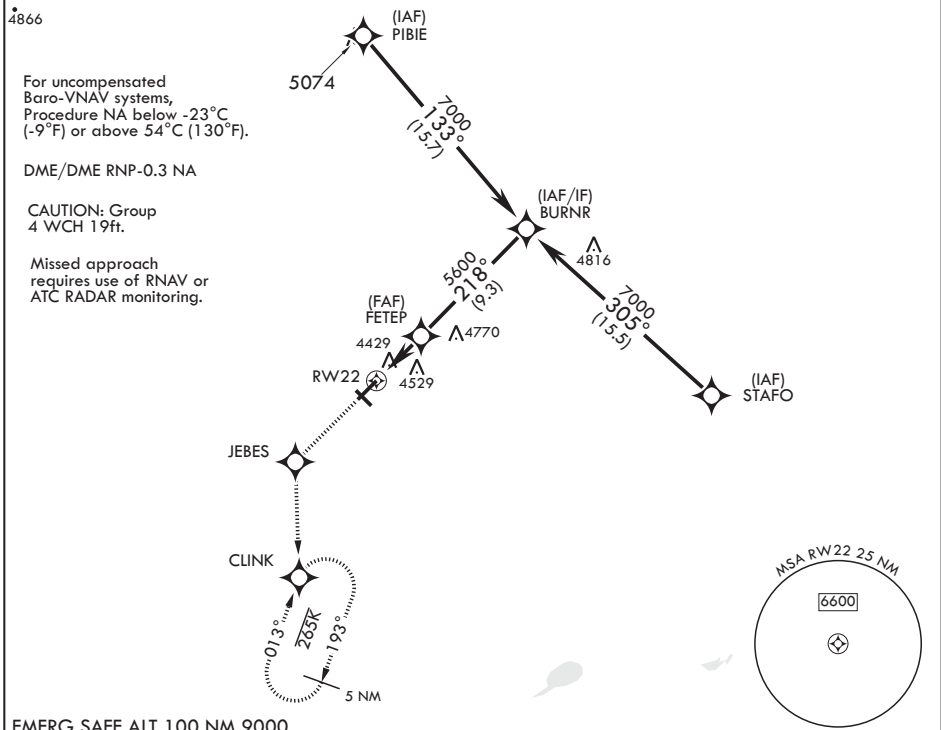 4866
(IAF)
PIBIE
5074
For uncompensated
Baro-VNAV systems,
Procedure NA below -23°C
(-9°F) or above 54°C (130°F).
DME/DME RNP-0.3 NA
CAUTION: Group
4 WCH 19ft.
Missed approach
requires use of RNAV or
ATC RADAR monitoring.
7000
133°
(15.7)
(IAF/IF)
BURNR
4816
5600
218°
(9.3)
7000
305°
(15.5)
(FAF)
FETEP
4770
4429
4529
RW22
(IAF)
STAFO
JEBES
CLINK
013°
265K
193°
5 NM
MSA RW22 25 NM
6600
EMERG SAFE ALT 100 NM 9000